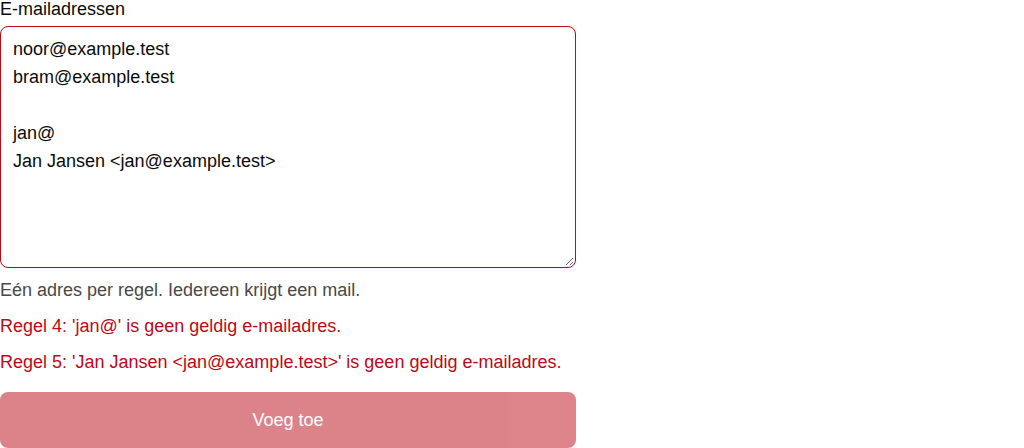 E-mailadressen
noor@example.test
bram@example.test
jan@
Jan Jansen <jan@example.test>
Eén adres per regel. Iedereen krijgt een mail.
Regel 4: 'jan@' is geen geldig e-mailadres.
Regel 5: 'Jan Jansen <jan@example.test>' is geen geldig e-mailadres.
Voeg toe